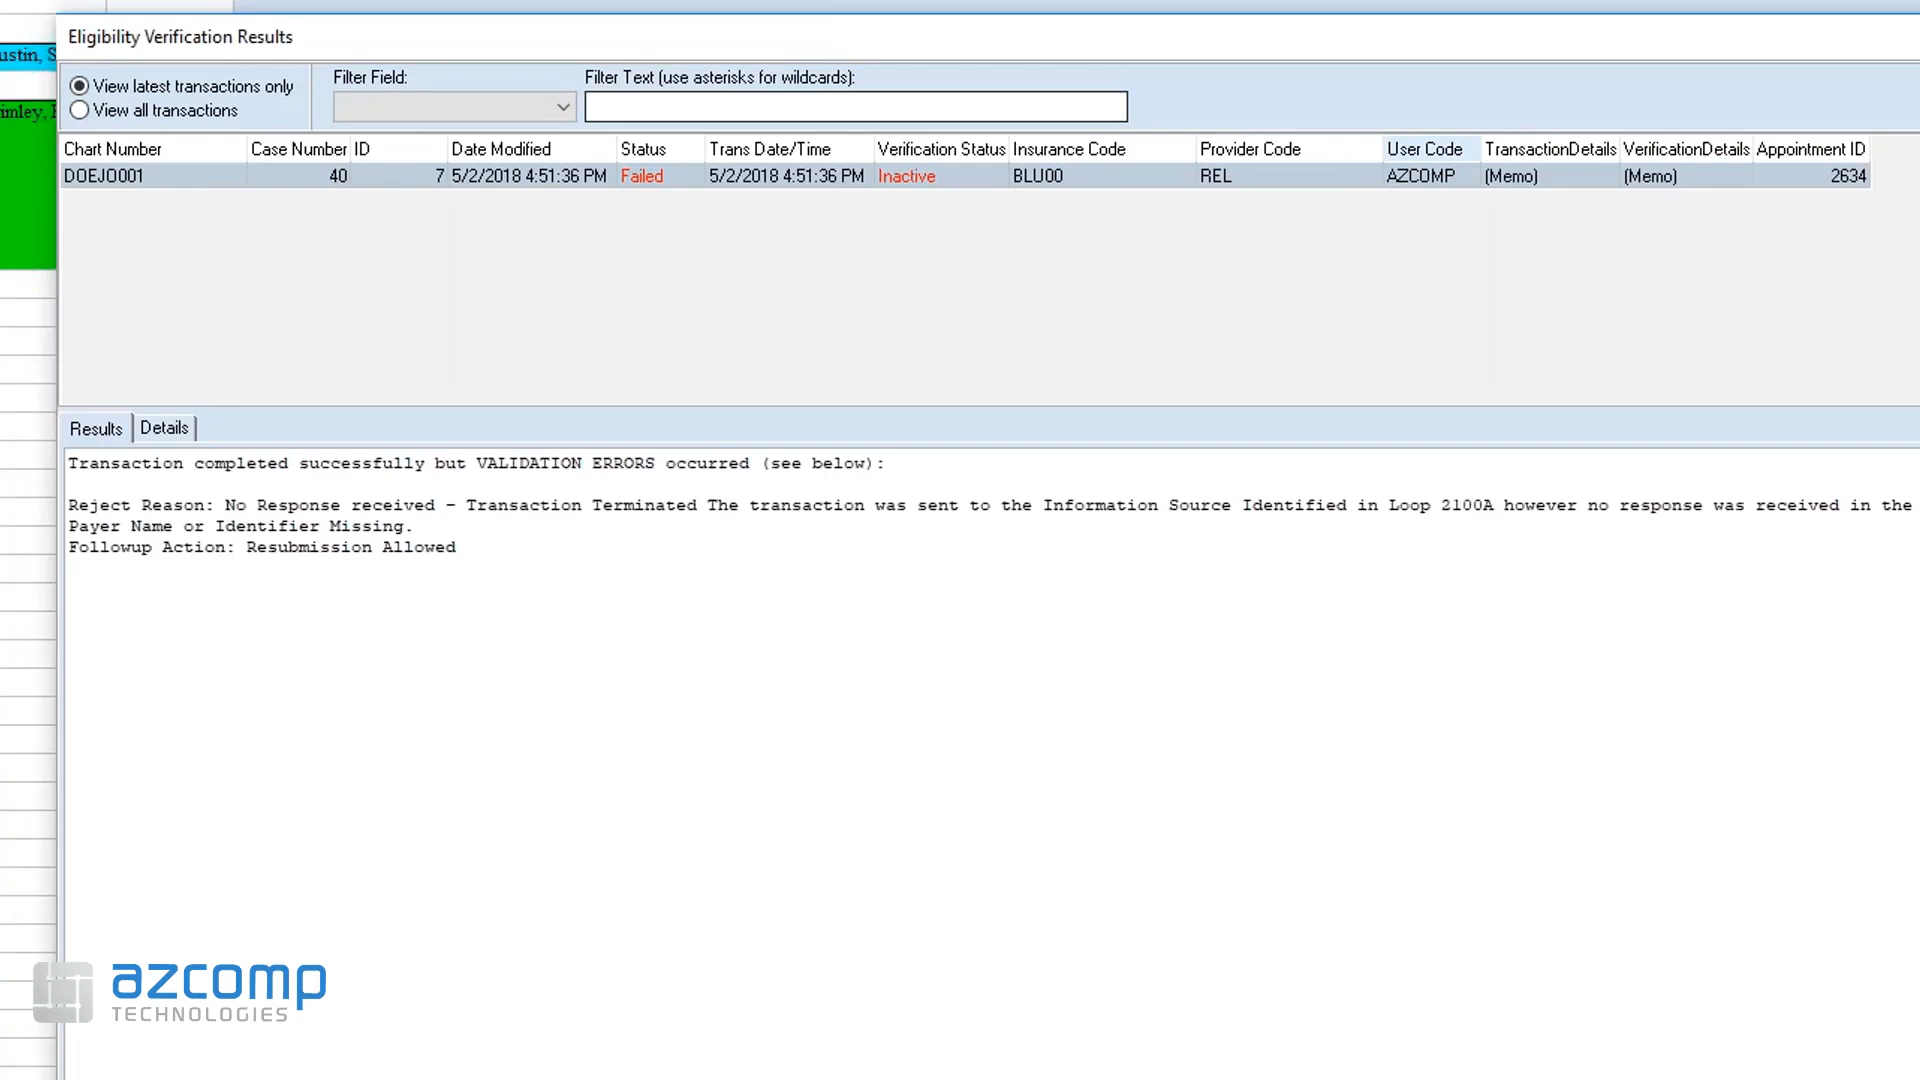 Eligibility Verification Results
ustin, S
imley,
View latest transactions only
View all transactions
Filter Field:
Filter Text (use asterisks for wildcards):
Chart Number Case Number ID Date Modified Status Trans Date/Time Verification Status Insurance Code Provider Code User Code TransactionDetails VerificationDetails Appointment ID
DOEJO001 40 7 5/2/2018 4:51:36 PM Failed 5/2/2018 4:51:36 PM Inactive BLU00 REL AZCOMP (Memo) (Memo) 2634
Results Details
Transaction completed successfully but VALIDATION ERRORS occurred (see below):
Reject Reason: No Response received - Transaction Terminated The transaction was sent to the Information Source Identified in Loop 2100A however no response was received in the
Payer Name or Identifier Missing.
Followup Action: Resubmission Allowed
azcomp
TECHNOLOGIES